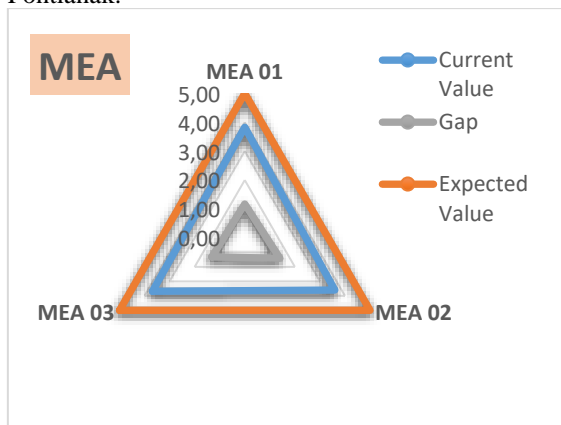 MEA
MEA 01
5,00
4,00
3,00
2,00
1,00
0,00
MEA 03
MEA 02
Current
Value
Gap
Expected
Value